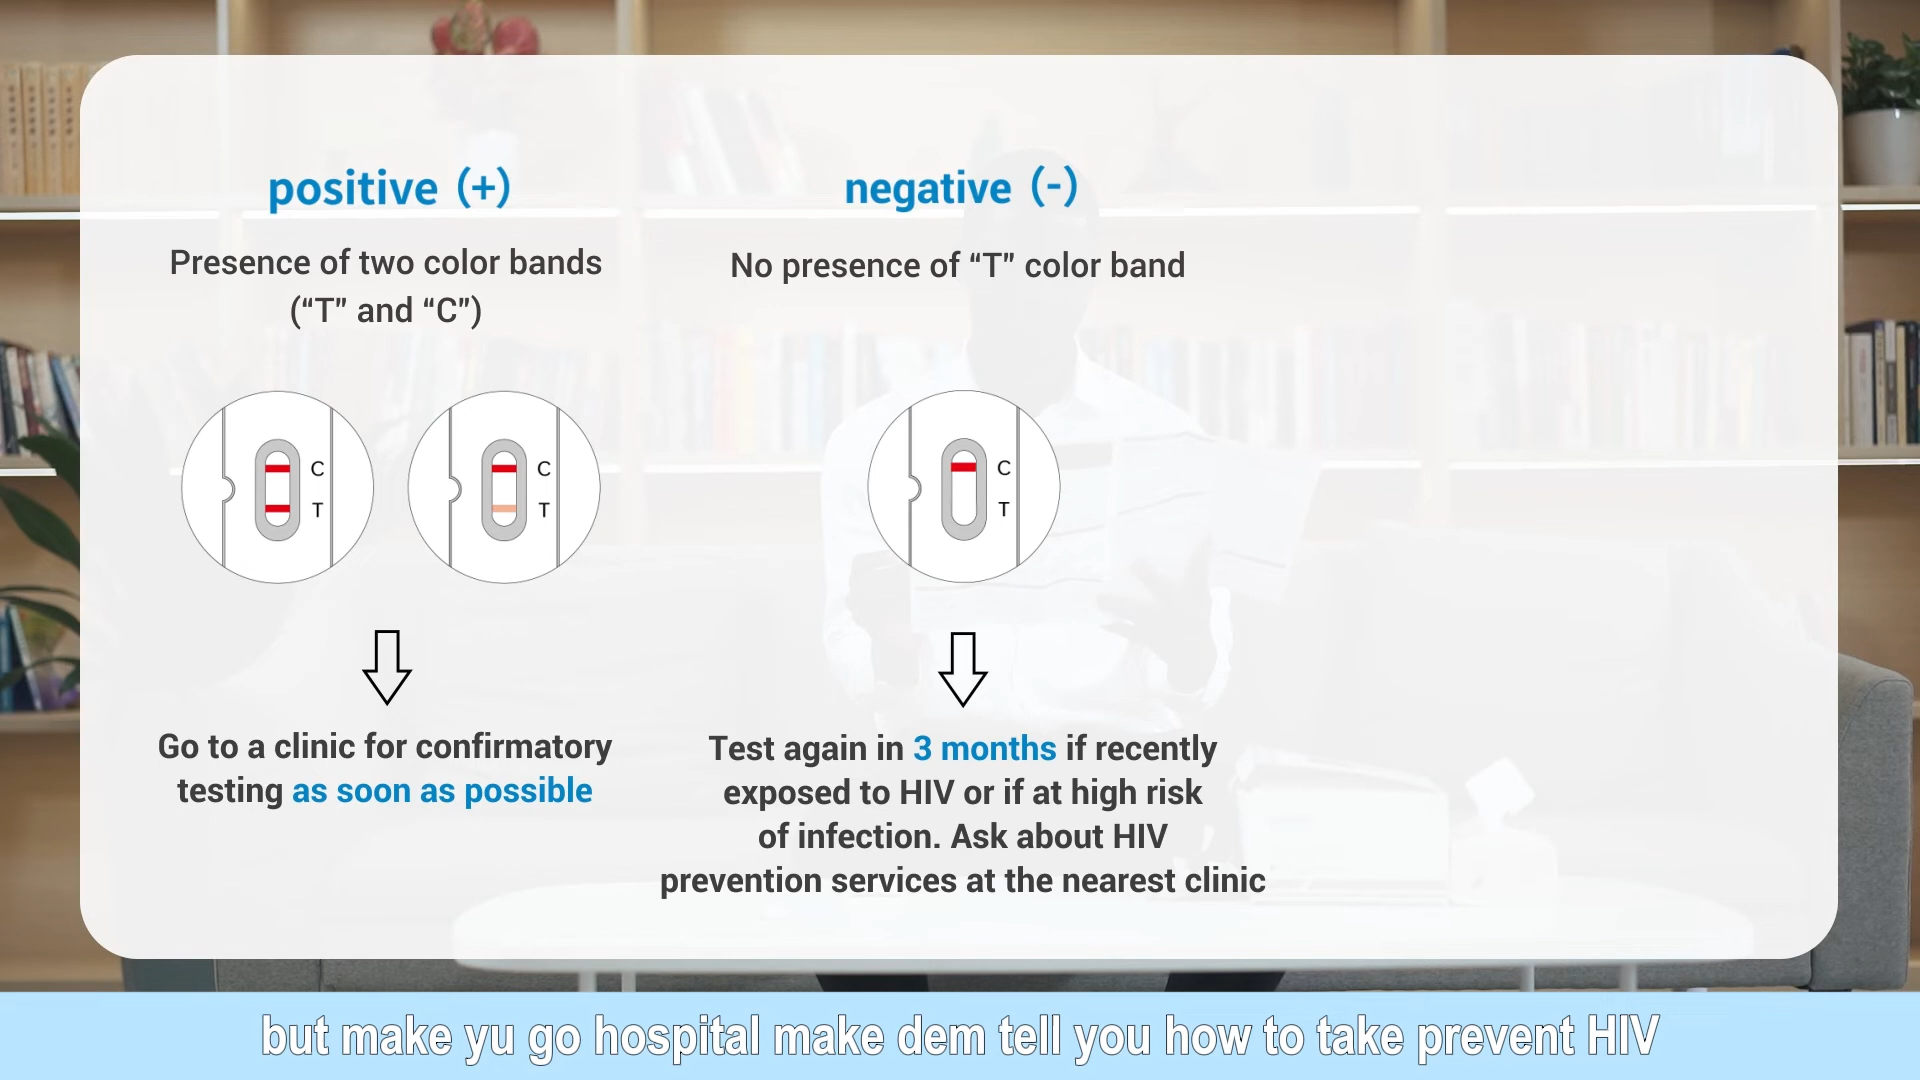 positive (+)
Presence of two color bands
(“T” and “C”)
C
T
C
T
Go to a clinic for confirmatory
testing as soon as possible
negative (-)
No presence of “T” color band
C
T
Test again in 3 months if recently
exposed to HIV or if at high risk
of infection. Ask about HIV
prevention services at the nearest clinic
but make yu go hospital make dem tell you how to take prevent HIV